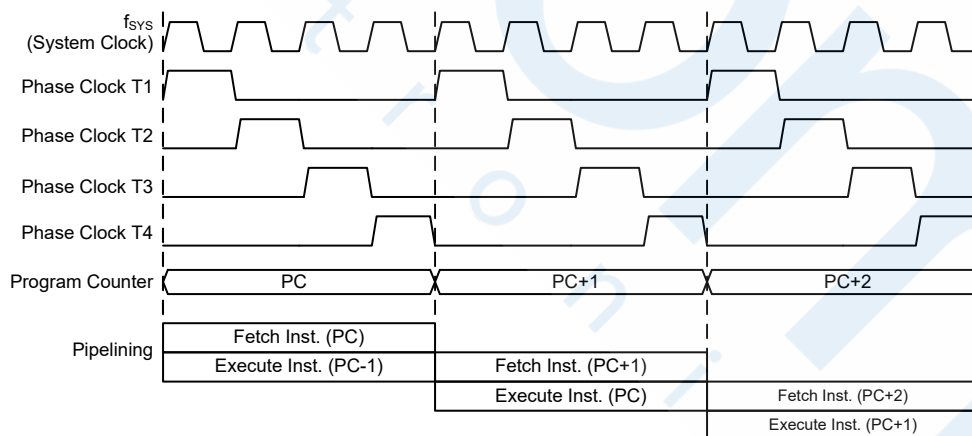 fSYS
(System Clock)
Phase Clock T1
Phase Clock T2
Phase Clock T3
Phase Clock T4
Program Counter PC PC+1 PC+2
Pipelining
Fetch Inst. (PC)
Execute Inst. (PC-1) Fetch Inst. (PC+1)
Execute Inst. (PC) Fetch Inst. (PC+2)
Execute Inst. (PC+1)